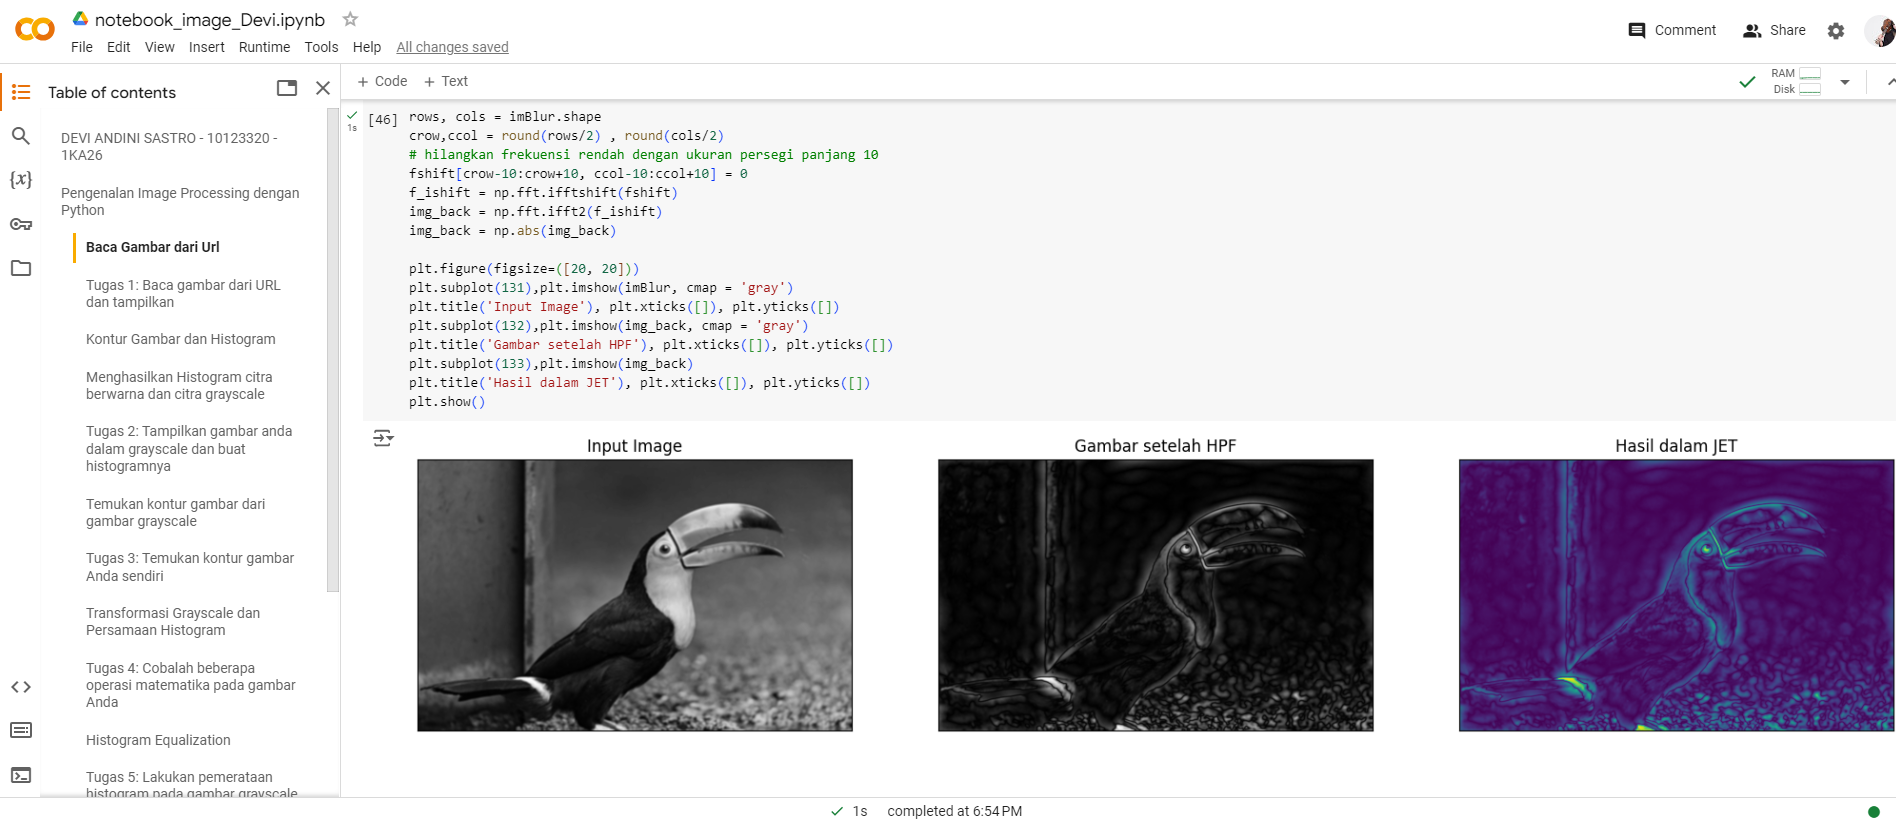 notebook_image_Devi.ipynb
File Edit View Insert Runtime Tools Help All changes saved
Comment Share
Table of contents
DEVI ANDINI SASTRO - 10123320 -
1KA26
Pengenalan Image Processing dengan
Python
Baca Gambar dari Url
Tugas 1: Baca gambar dari URL
dan tampilkan
Kontur Gambar dan Histogram
Menghasilkan Histogram citra
berwarna dan citra grayscale
Tugas 2: Tampilkan gambar anda
dalam grayscale dan buat
histogramnya
Temukan kontur gambar dari
gambar grayscale
Tugas 3: Temukan kontur gambar
Anda sendiri
Transformasi Grayscale dan
Persamaan Histogram
Tugas 4: Cobalah beberapa
operasi matematika pada gambar
Anda
Histogram Equalization
Tugas 5: Lakukan pemerataan
histogram pada gambar grayscale
+ Code + Text
RAM
Disk
1s
[46] rows, cols = imBlur.shape
crow,ccol = round(rows/2) , round(cols/2)
# hilangkan frekuensi rendah dengan ukuran persegi panjang 10
fshift[crow-10:crow+10, ccol-10:ccol+10] = 0
f_ishift = np.fft.ifftshift(fshift)
img_back = np.fft.ifft2(f_ishift)
img_back = np.abs(img_back)
plt.figure(figsize=([20, 20]))
plt.subplot(131),plt.imshow(imBlur, cmap = 'gray')
plt.title('Input Image'), plt.xticks([]), plt.yticks([])
plt.subplot(132),plt.imshow(img_back, cmap = 'gray')
plt.title('Gambar setelah HPF'), plt.xticks([]), plt.yticks([])
plt.subplot(133),plt.imshow(img_back)
plt.title('Hasil dalam JET'), plt.xticks([]), plt.yticks([])
plt.show()
Input Image
Gambar setelah HPF
Hasil dalam JET
1s completed at 6:54 PM